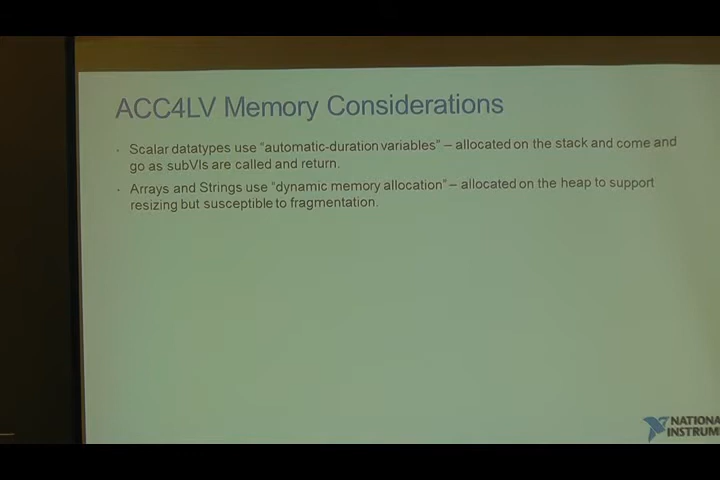 ACC4LV Memory Considerations
· Scalar datatypes use "automatic-duration variables" – allocated on the stack and come and
go as subVIs are called and return.
· Arrays and Strings use "dynamic memory allocation" – allocated on the heap to support
resizing but susceptible to fragmentation.
NATIONA
INSTRUM